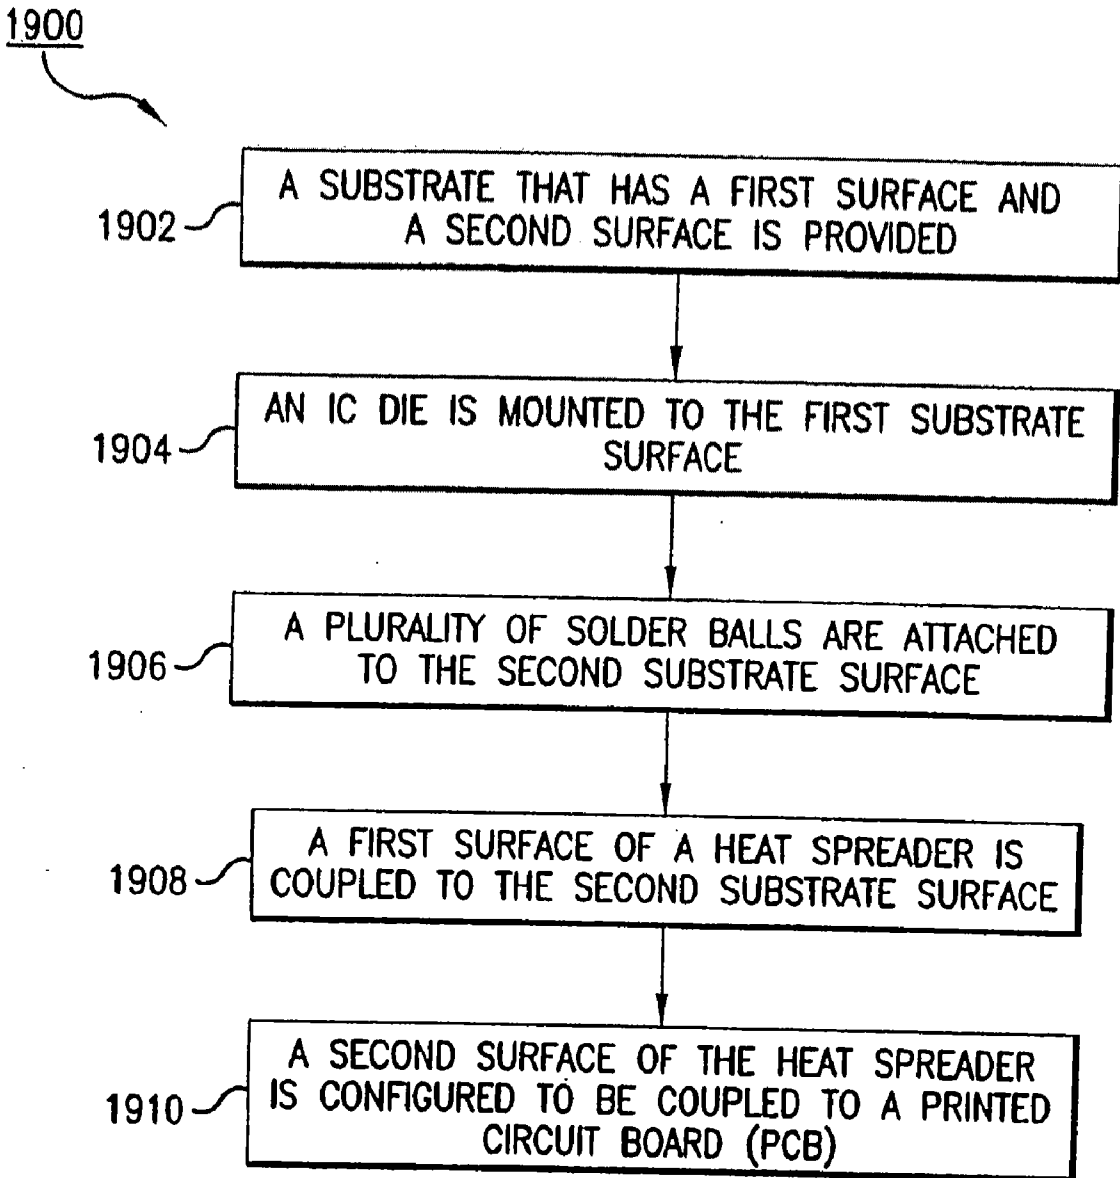 1900
A SUBSTRATE THAT HAS A FIRST SURFACE AND
A SECOND SURFACE IS PROVIDED
1902
AN IC DIE IS MOUNTED TO THE FIRST SUBSTRATE
SURFACE
1904
A PLURALITY OF SOLDER BALLS ARE ATTACHED
TO THE SECOND SUBSTRATE SURFACE
1906
A FIRST SURFACE OF A HEAT SPREADER IS
COUPLED TO THE SECOND SUBSTRATE SURFACE
1908
A SECOND SURFACE OF THE HEAT SPREADER
IS CONFIGURED TO BE COUPLED TO A PRINTED
CIRCUIT BOARD (PCB)
1910